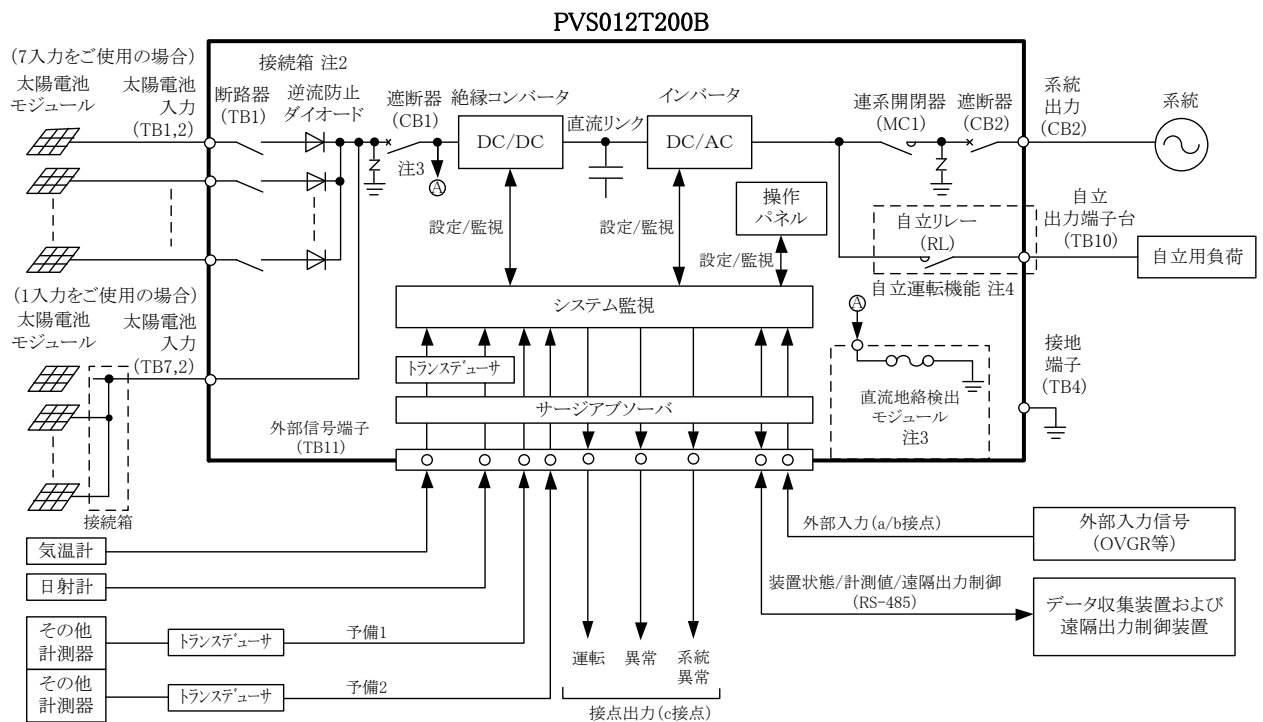 PVS012T200B
(7入力をご使用の場合)
太陽電池
モジュール
太陽電池
入力
(TB1,2)
接続箱 注2
断路器
(TB1)
逆流防止
ダイオード
遮断器
(CB1)
注3
Ⓐ
絶縁コンバータ
DC/DC
直流リンク
インバータ
DC/AC
連系開閉器
(MC1)
遮断器
(CB2)
系統
出力
(CB2)
系統
設定/監視
設定/監視
操作
パネル
設定/監視
自立リレー
(RL)
自立運転機能 注4
自立
出力端子台
(TB10)
自立用負荷
(1入力をご使用の場合)
太陽電池
モジュール
太陽電池
入力
(TB7,2)
接続箱
システム監視
トランスデューサ
サージアブソーバ
外部信号端子
(TB11)
Ⓐ
直流地絡検出
モジュール
注3
接地
端子
(TB4)
気温計
日射計
その他
計測器
トランスデューサ
予備1
その他
計測器
トランスデューサ
予備2
運転
異常
系統
異常
接点出力(c接点)
外部入力(a/b接点)
外部入力信号
(OVGR等)
装置状態/計測値/遠隔出力制御
(RS-485)
データ収集装置および
遠隔出力制御装置